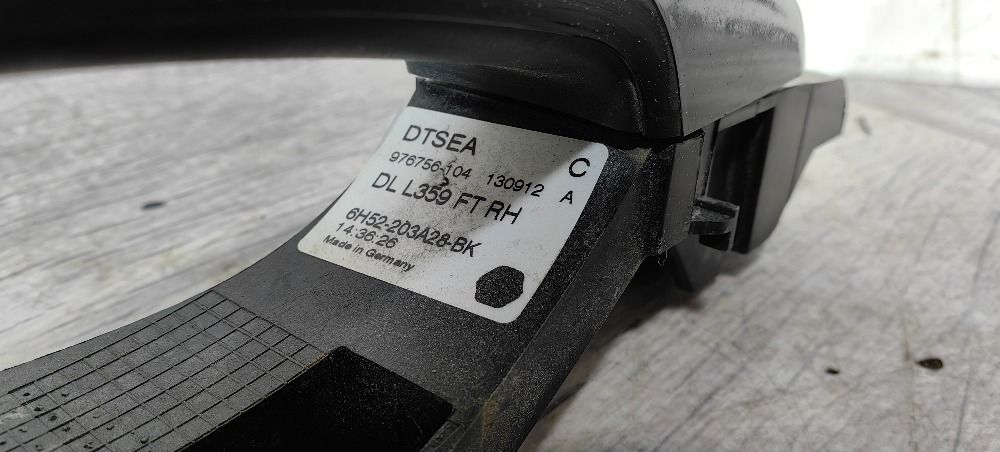 DTSEA
C
976756-104 130912 A
DL L359 FT RH
6H52-203A28-BK
14:36:26
Made in Germany